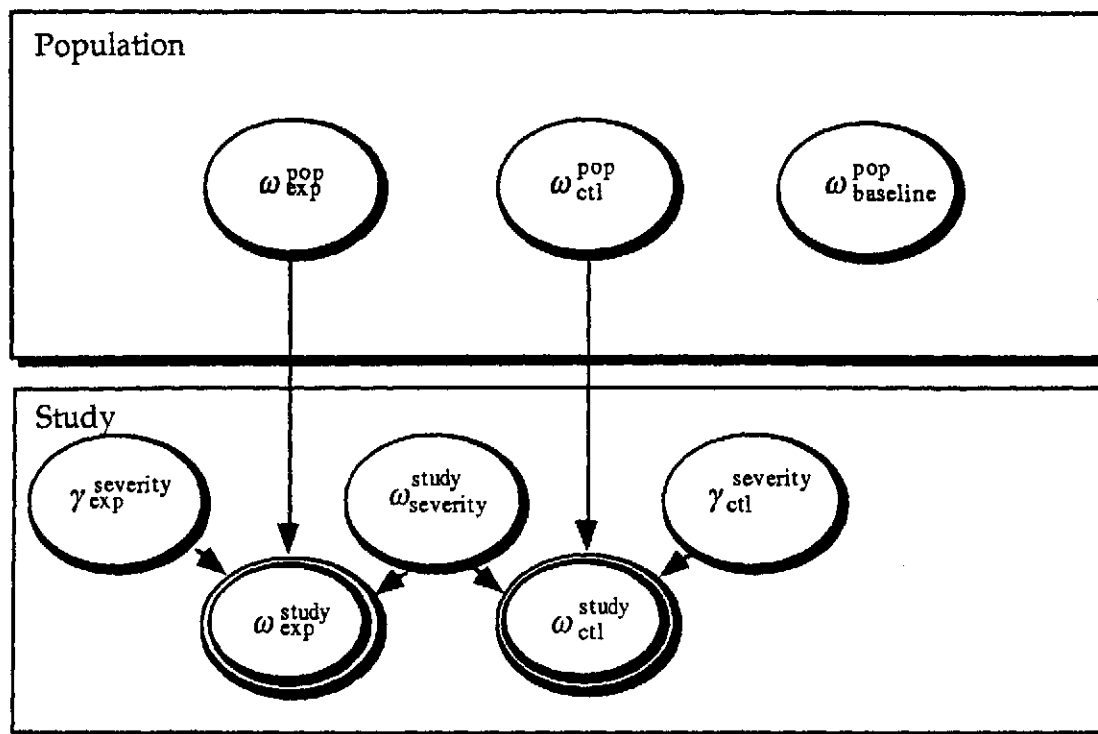 Population
ω pop exp
ω pop ctl
ω pop baseline
Study
γ severity exp
ω study severity
γ severity ctl
ω study exp
ω study ctl